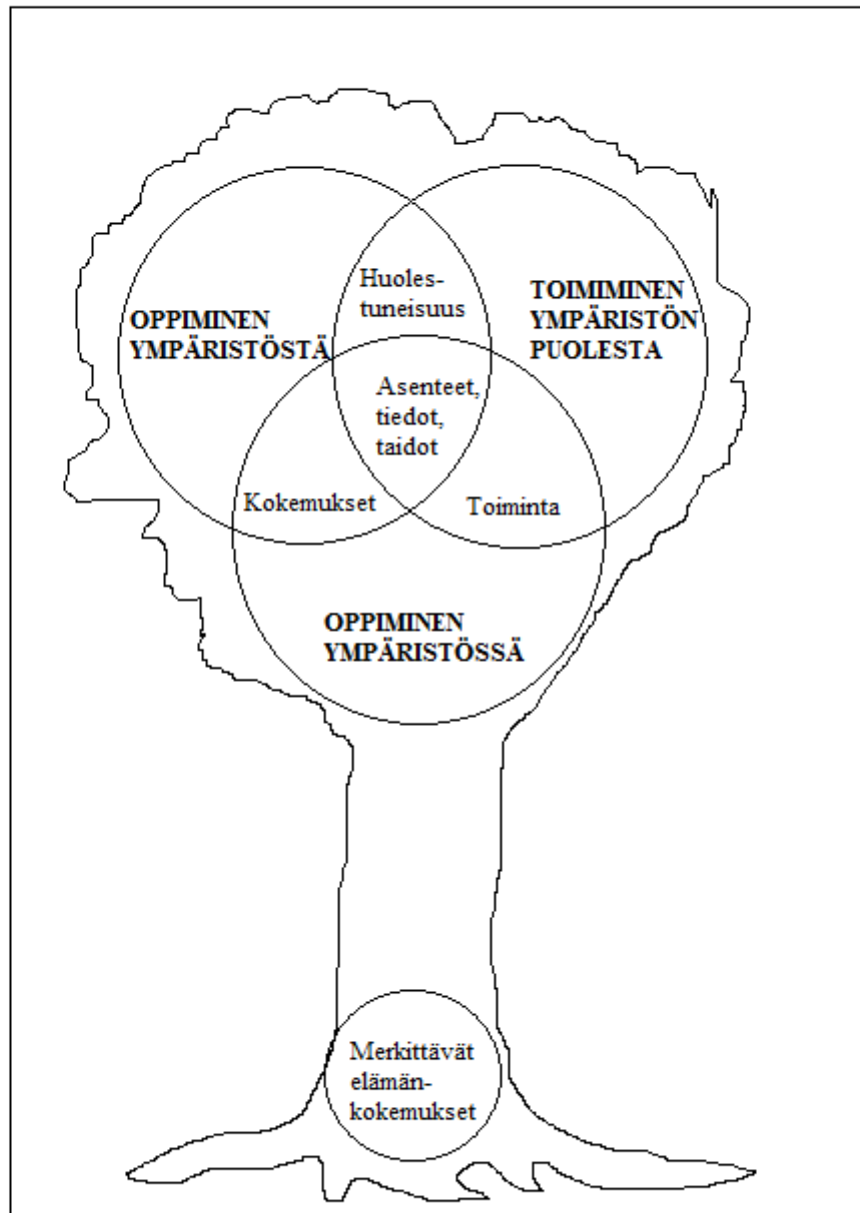 Huoles-
tuneisuus
OPPIMINEN
YMPÄRISTÖSTÄ
TOIMIMINEN
YMPÄRISTÖN
PUOLESTA
Asenteet,
tiedot,
taidot
Kokemukset
Toiminta
OPPIMINEN
YMPÄRISTÖSSÄ
Merkittävät
elämän-
kokemukset